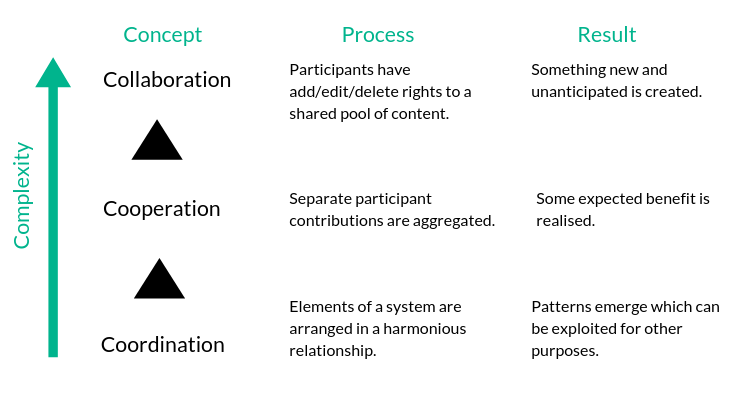 Concept
Process
Result
Complexity
Collaboration
Participants have
add/edit/delete rights to a
shared pool of content.
Something new and
unanticipated is created.
Cooperation
Separate participant
contributions are aggregated.
Some expected benefit is
realised.
Coordination
Elements of a system are
arranged in a harmonious
relationship.
Patterns emerge which can
be exploited for other
purposes.